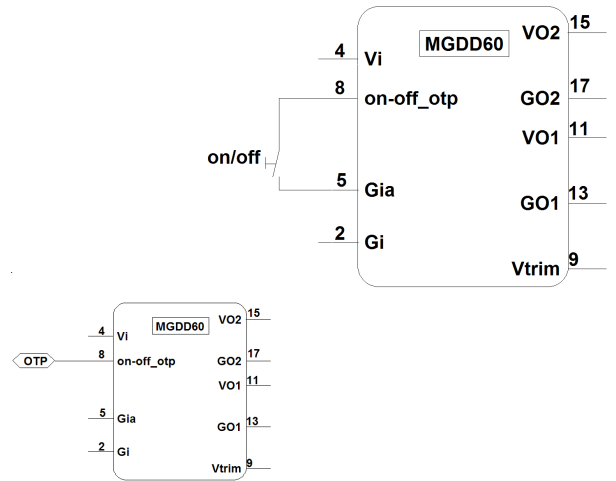 15
VO2
MGDD60
4
Vi
8
on-off_otp
17
GO2
11
VO1
on/off
5
Gia
13
GO1
2
Gi
9
Vtrim
15
VO2
MGDD60
4
Vi
OTP
8
on-off_otp
17
GO2
11
VO1
5
Gia
13
GO1
2
Gi
9
Vtrim